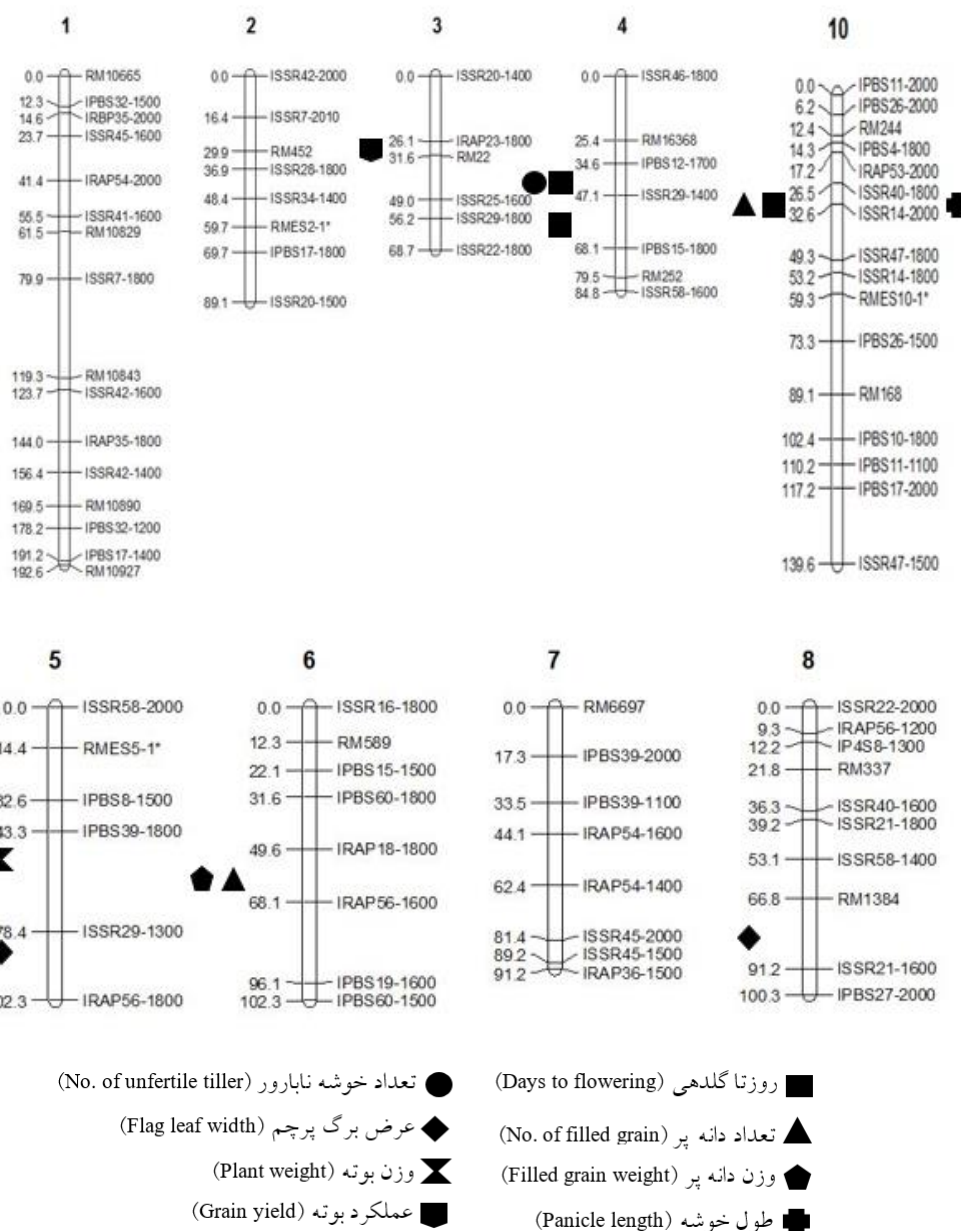 1
0.0 RM10665
12.3 IPBS32-1500
14.6 IRBP35-2000
23.7 ISSR45-1600
41.4 IRAP54-2000
55.5 ISSR41-1600
61.5 RM10829
79.9 ISSR7-1800
119.3 RM10843
123.7 ISSR42-1600
144.0 IRAP35-1800
156.4 ISSR42-1400
169.5 RM10890
178.2 IPBS32-1200
191.2 IPBS17-1400
192.6 RM10927
2
0.0 ISSR42-2000
16.4 ISSR7-2010
29.9 RM452
36.9 ISSR28-1800
48.4 ISSR34-1400
59.7 RMES2-1*
69.7 IPBS17-1800
89.1 ISSR20-1500
3
0.0 ISSR20-1400
26.1 IRAP23-1800
31.6 RM22
49.0 ISSR25-1600
56.2 ISSR29-1800
68.7 ISSR22-1800
4
0.0 ISSR46-1800
25.4 RM16368
34.6 IPBS12-1700
47.1 ISSR29-1400
68.1 IPBS15-1800
79.5 RM252
84.8 ISSR58-1600
10
0.0 IPBS11-2000
6.2 IPBS26-2000
12.4 RM244
14.3 IPBS4-1800
17.2 IRAP53-2000
26.5 ISSR40-1800
32.6 ISSR14-2000
49.3 ISSR47-1800
53.2 ISSR14-1800
59.3 RMES10-1*
73.3 IPBS26-1500
89.1 RM168
102.4 IPBS10-1800
110.2 IPBS11-1100
117.2 IPBS17-2000
139.6 ISSR47-1500
5
0.0 ISSR58-2000
14.4 RMES5-1*
32.6 IPBS8-1500
43.3 IPBS39-1800
78.4 ISSR29-1300
02.3 IRAP56-1800
6
0.0 ISSR16-1800
12.3 RM589
22.1 IPBS15-1500
31.6 IPBS60-1800
49.6 IRAP18-1800
68.1 IRAP56-1600
96.1 IPBS19-1600
102.3 IPBS60-1500
7
0.0 RM6697
17.3 IPBS39-2000
33.5 IPBS39-1100
44.1 IRAP54-1600
62.4 IRAP54-1400
81.4 ISSR45-2000
89.2 ISSR45-1500
91.2 IRAP36-1500
8
0.0 ISSR22-2000
9.3 IRAP56-1200
12.2 IP4S8-1300
21.8 RM337
36.3 ISSR40-1600
39.2 ISSR21-1800
53.1 ISSR58-1400
66.8 RM1384
91.2 ISSR21-1600
100.3 IPBS27-2000
روزتا گلدهی (Days to flowering)
تعداد دانه پر (No. of filled grain)
وزن دانه پر (Filled grain weight)
طول خوشه (Panicle length)
تعداد خوشه نابارور (No. of unfertile tiller)
عرض برگ پرچم (Flag leaf width)
وزن بوته (Plant weight)
عملکرد بوته (Grain yield)